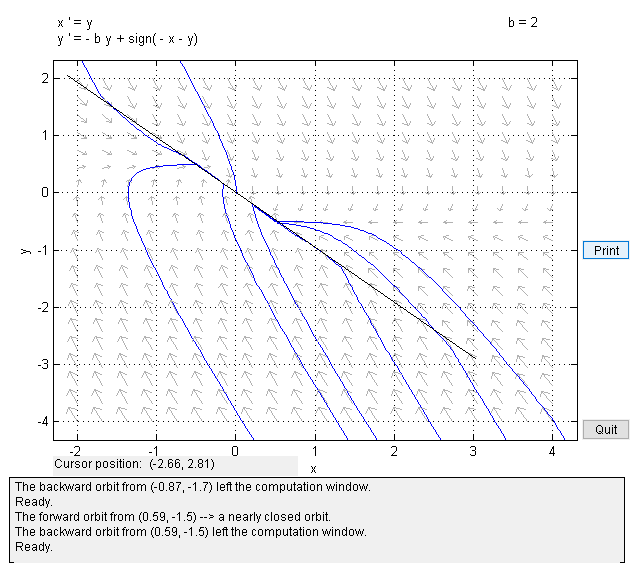 x ' = y
y ' = - b y + sign( - x - y)
b = 2
2
1
0
-1
-2
-3
-4
y
-2
-1
0
1
2
3
4
x
Print
Quit
Cursor position: (-2.66, 2.81)
The backward orbit from (-0.87, -1.7) left the computation window.
Ready.
The forward orbit from (0.59, -1.5) --> a nearly closed orbit.
The backward orbit from (0.59, -1.5) left the computation window.
Ready.